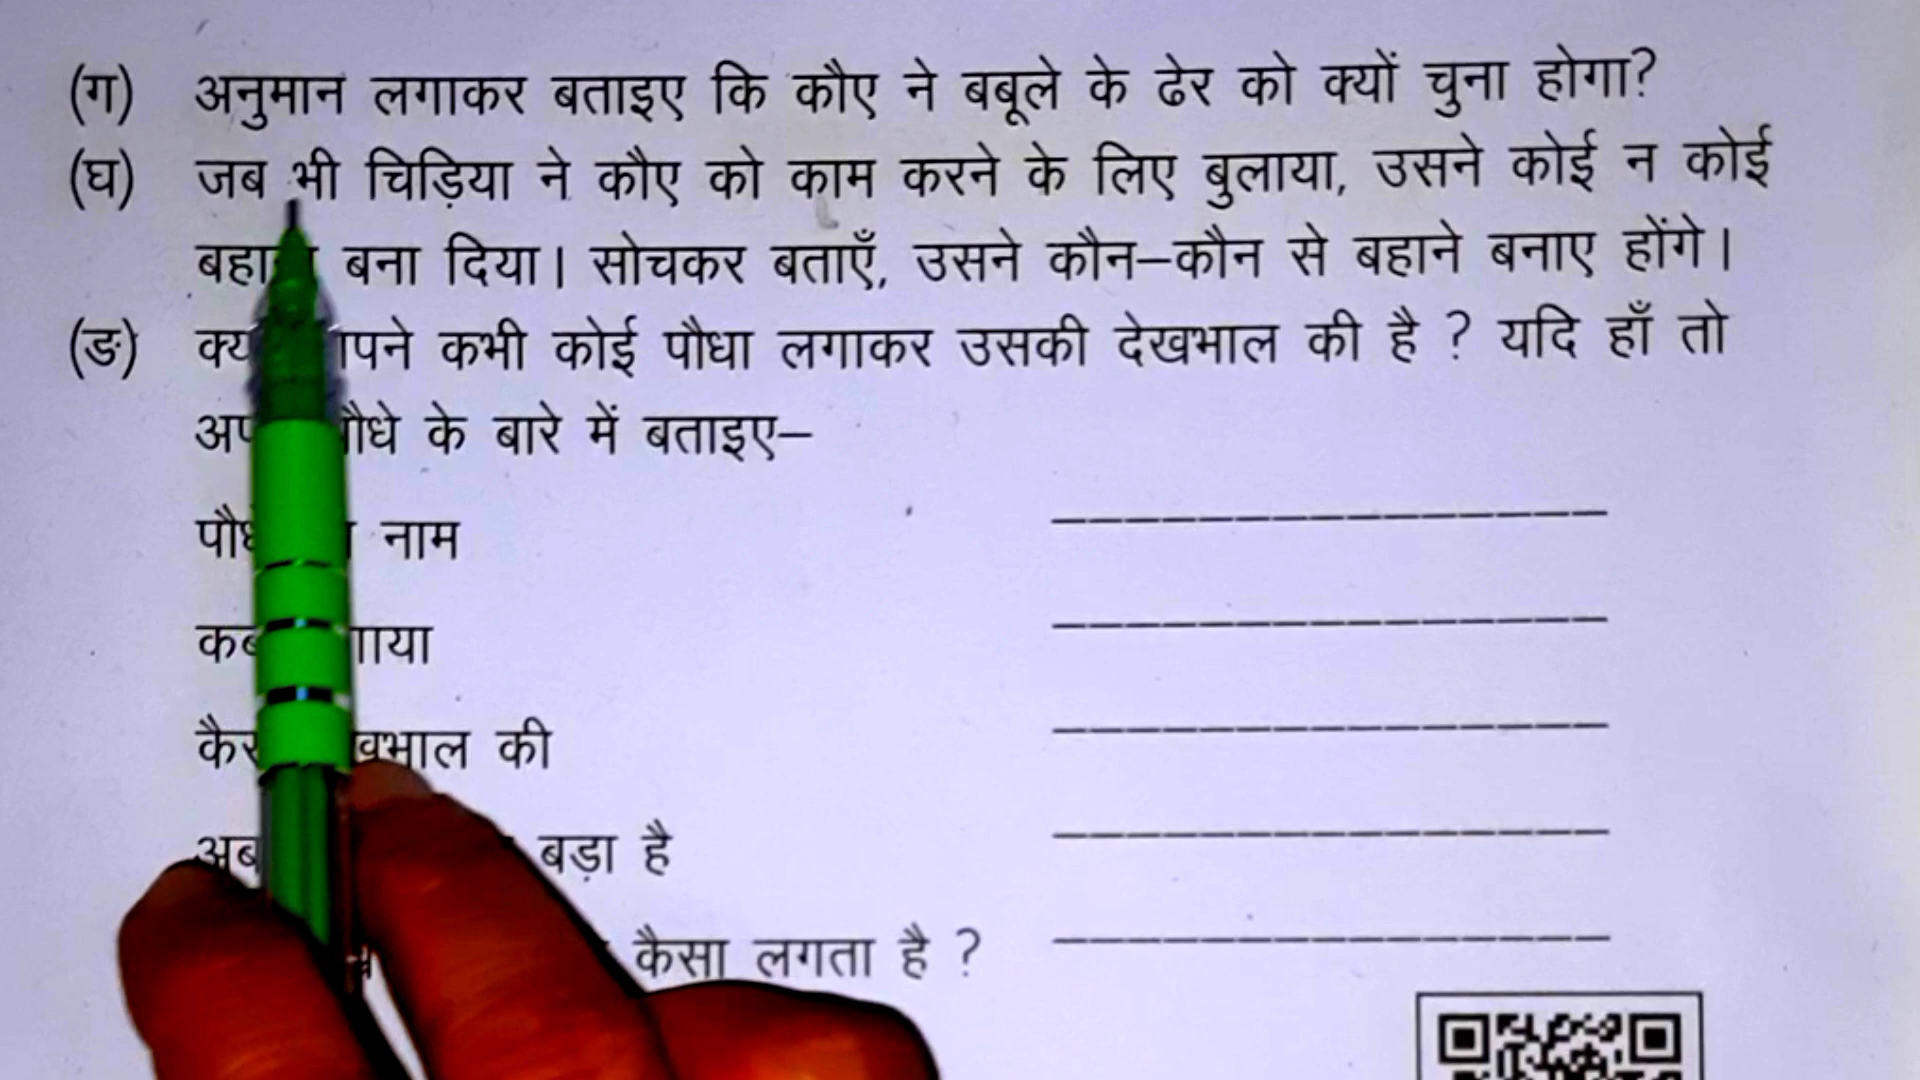 (ग) अनुमान लगाकर बताइए कि कौए ने बबूले के ढेर को क्यों चुना होगा?
(घ) जब भी चिड़िया ने कौए को काम करने के लिए बुलाया, उसने कोई न कोई
बना दिया। सोचकर बताएँ, उसने कौन–कौन से बहाने बनाए होंगे।
(ङ) कभी कोई पौधा लगाकर उसकी देखभाल की है ? यदि हाँ तो
के बारे में बताइए–
नाम
की
बड़ा है
कैसा लगता है ?